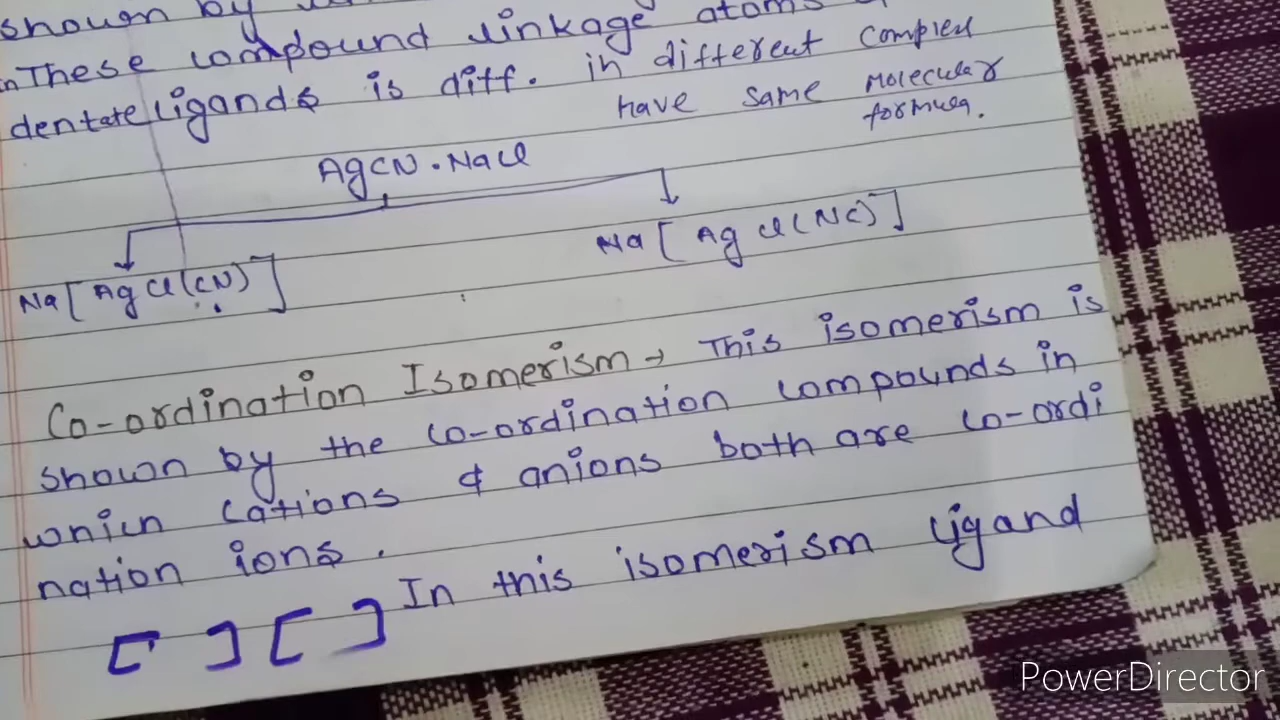 shown by
These compound linkage atoms
dentate ligands is diff. in different complex
have same molecular
formula.
AgCN.NaCl
Na[AgCl(CN)]
Na[AgCl(NC)]
Co-ordination Isomerism → This isomerism is
shown by the co-ordination compounds in
which cations & anions both are co-ordi
nation ions.
[ ] [ ] In this isomerism ligand
PowerDirector